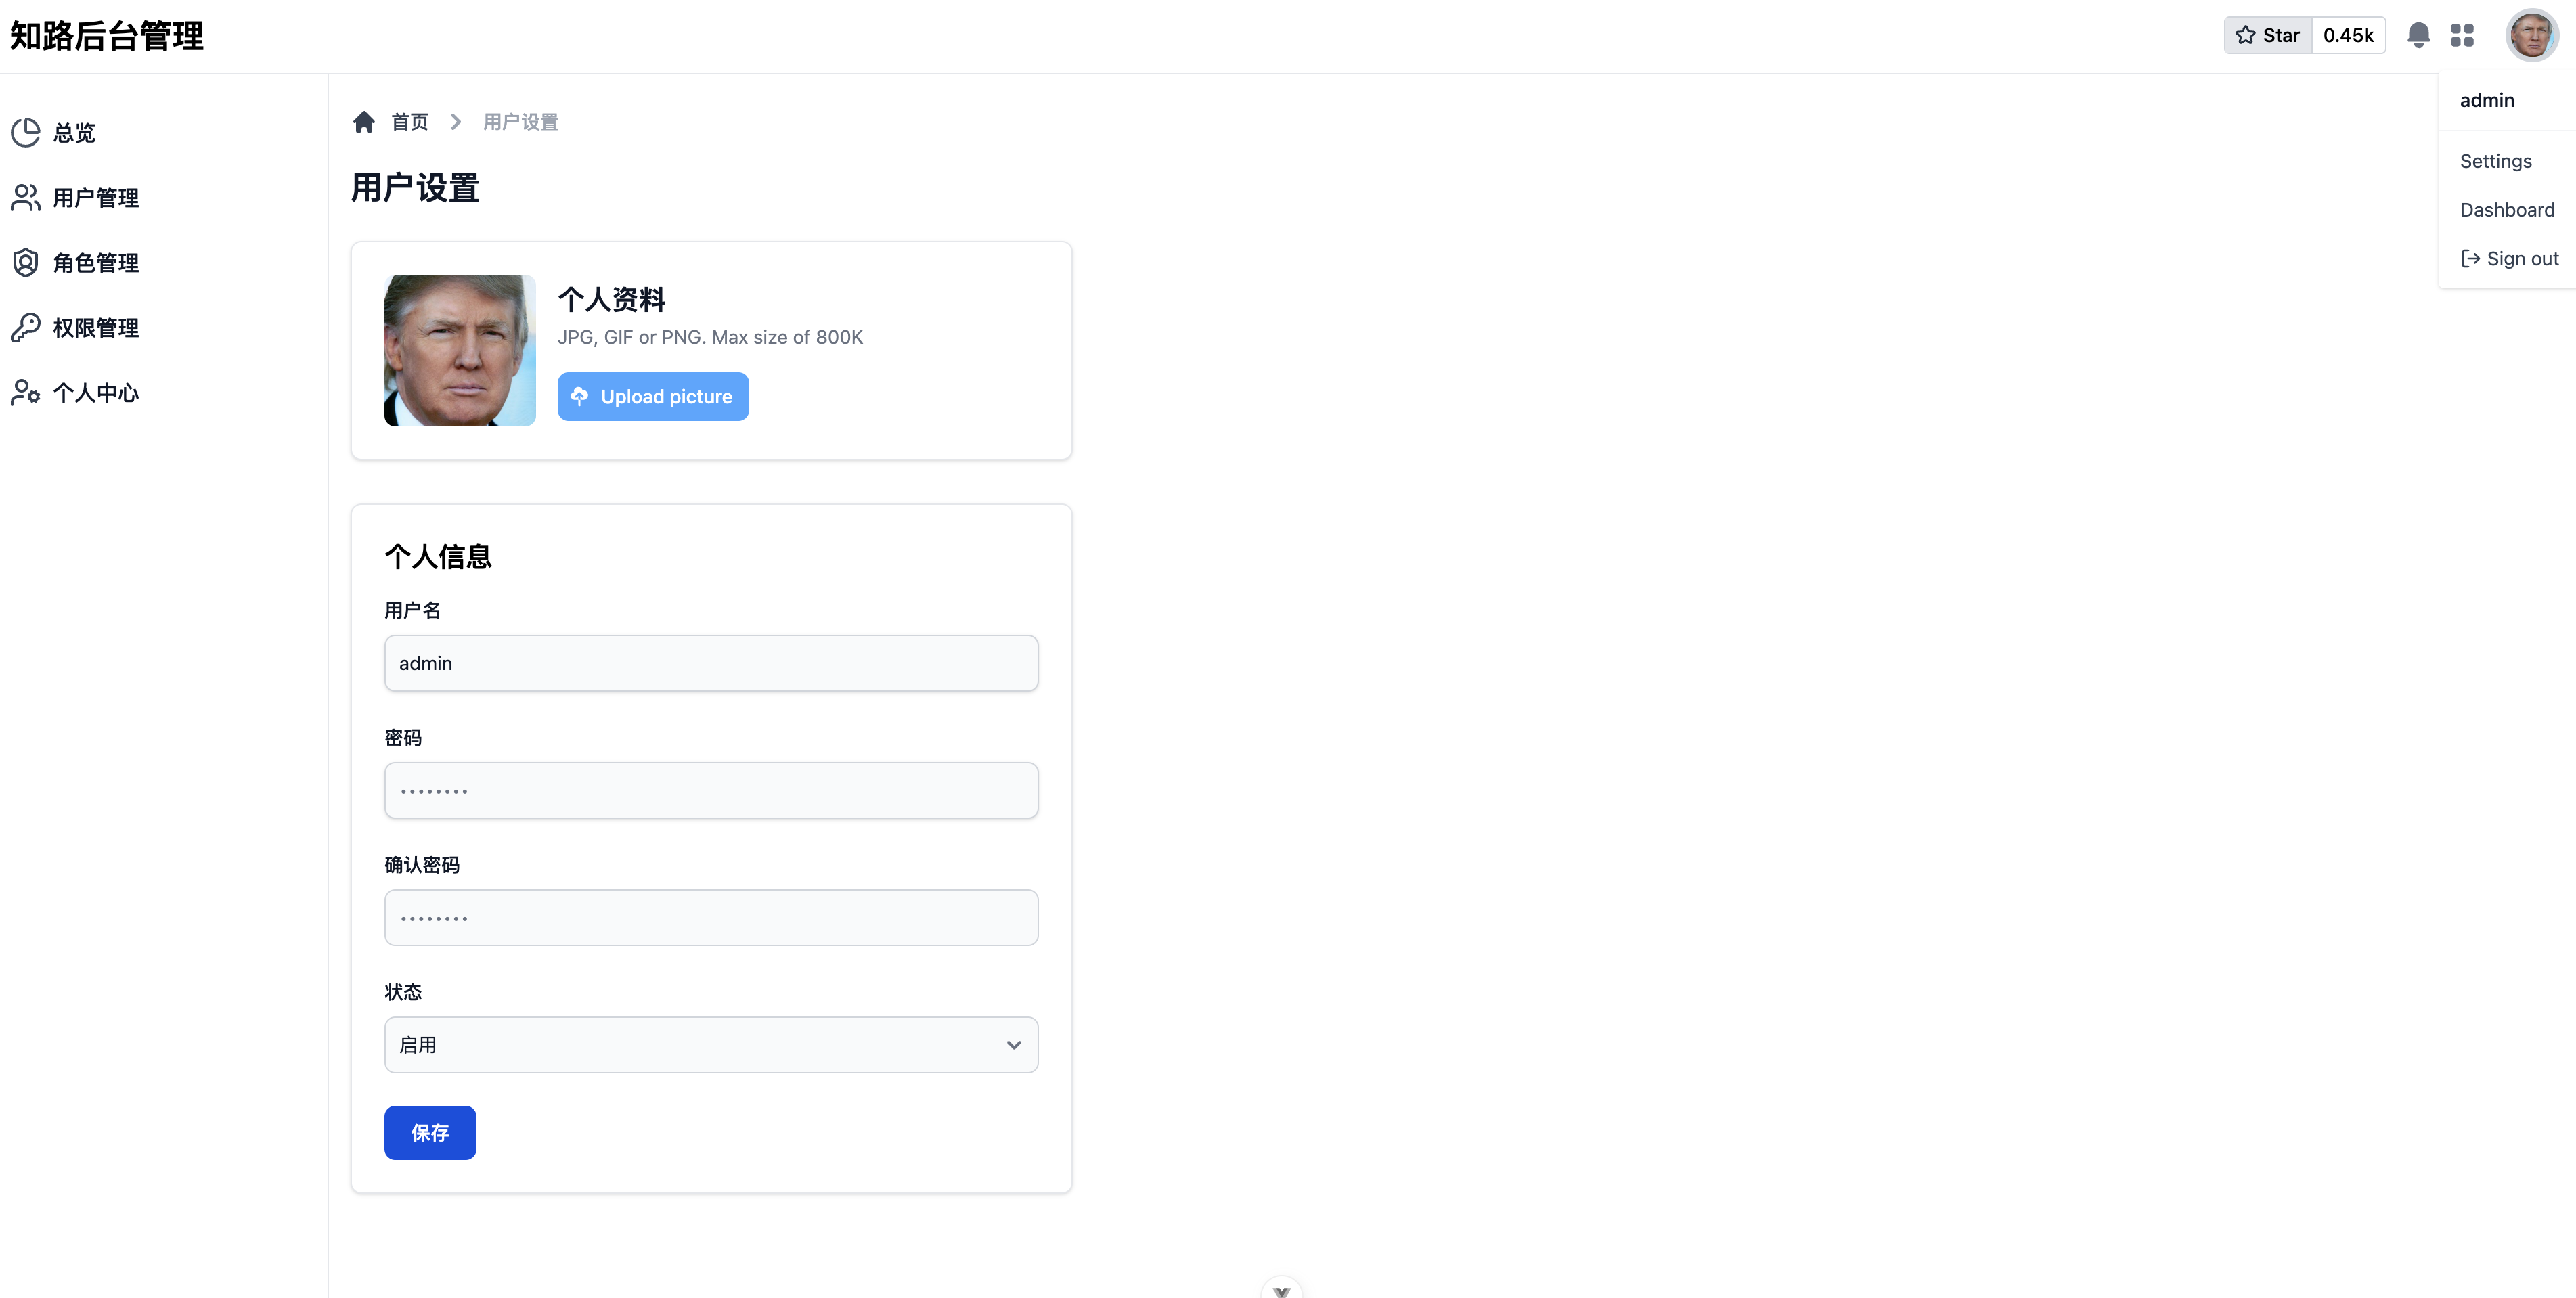 知路后台管理
Star 0.45k
admin
Settings
Dashboard
Sign out
总览
用户管理
角色管理
权限管理
个人中心
首页 用户设置
用户设置
个人资料
JPG, GIF or PNG. Max size of 800K
Upload picture
个人信息
用户名
admin
密码
••••••••
确认密码
••••••••
状态
启用
保存